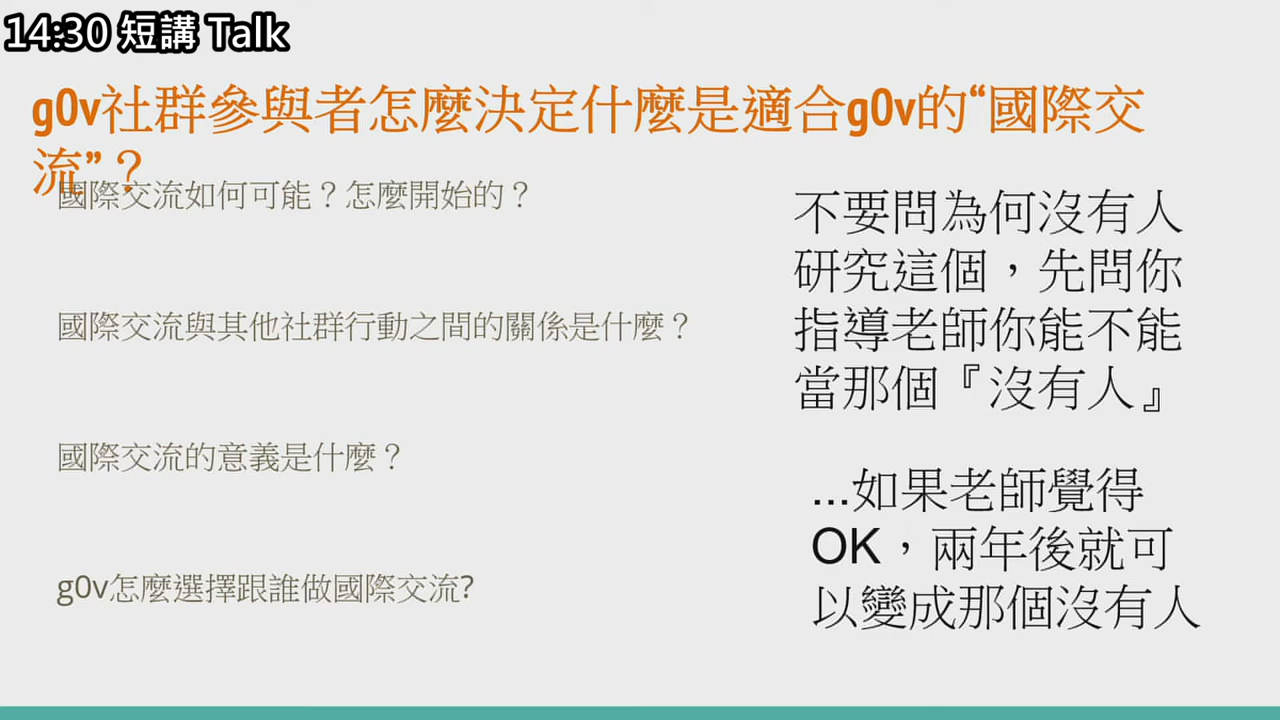 14:30 短講 Talk
g0v社群參與者怎麼決定什麼是適合g0v的“國際交
流”？
國際交流如何可能？怎麼開始的？
國際交流與其他社群行動之間的關係是什麼？
國際交流的意義是什麼？
g0v怎麼選擇跟誰做國際交流?
不要問為何沒有人
研究這個，先問你
指導老師你能不能
當那個『沒有人』
...如果老師覺得
OK，兩年後就可
以變成那個沒有人